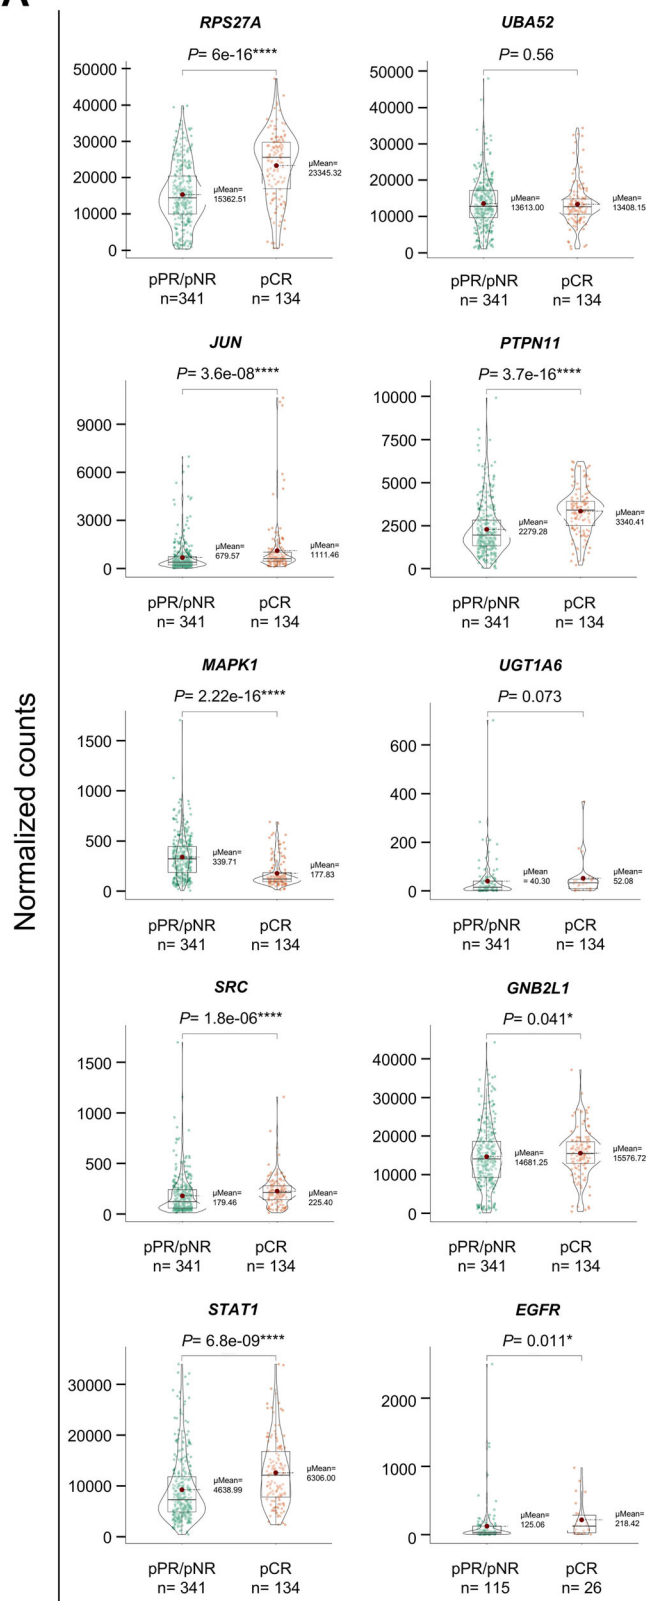 A
Normalized counts
RPS27A
P= 6e-16****
50000
40000
30000
20000
10000
0
µMean=
15362.51
µMean=
23345.32
pPR/pNR
n=341
pCR
n= 134
UBA52
P= 0.56
50000
40000
30000
20000
10000
0
µMean=
13613.00
µMean=
13408.15
pPR/pNR
n= 341
pCR
n= 134
JUN
P= 3.6e-08****
9000
6000
3000
0
µMean=
679.57
µMean=
1111.46
pPR/pNR
n= 341
pCR
n= 134
PTPN11
P= 3.7e-16****
10000
7500
5000
2500
0
µMean=
2279.28
µMean=
3340.41
pPR/pNR
n= 341
pCR
n= 134
MAPK1
P= 2.22e-16****
1500
1000
500
0
µMean=
339.71
µMean=
177.83
pPR/pNR
n= 341
pCR
n= 134
UGT1A6
P= 0.073
600
400
200
0
µMean
= 40.30
µMean=
52.08
pPR/pNR
n= 341
pCR
n= 134
SRC
P= 1.8e-06****
1500
1000
500
0
µMean=
179.46
µMean=
225.40
pPR/pNR
n= 341
pCR
n= 134
GNB2L1
P= 0.041*
40000
30000
20000
10000
0
µMean=
14681.25
µMean=
15576.72
pPR/pNR
n= 341
pCR
n= 134
STAT1
P= 6.8e-09****
30000
20000
10000
0
µMean=
4638.99
µMean=
6306.00
pPR/pNR
n= 341
pCR
n= 134
EGFR
P= 0.011*
2000
1000
0
µMean=
125.06
µMean=
218.42
pPR/pNR
n= 115
pCR
n= 26